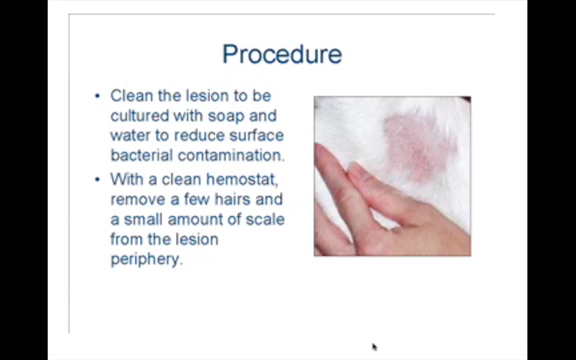 Procedure
• Clean the lesion to be
cultured with soap and
water to reduce surface
bacterial contamination.
• With a clean hemostat,
remove a few hairs and
a small amount of scale
from the lesion
periphery.